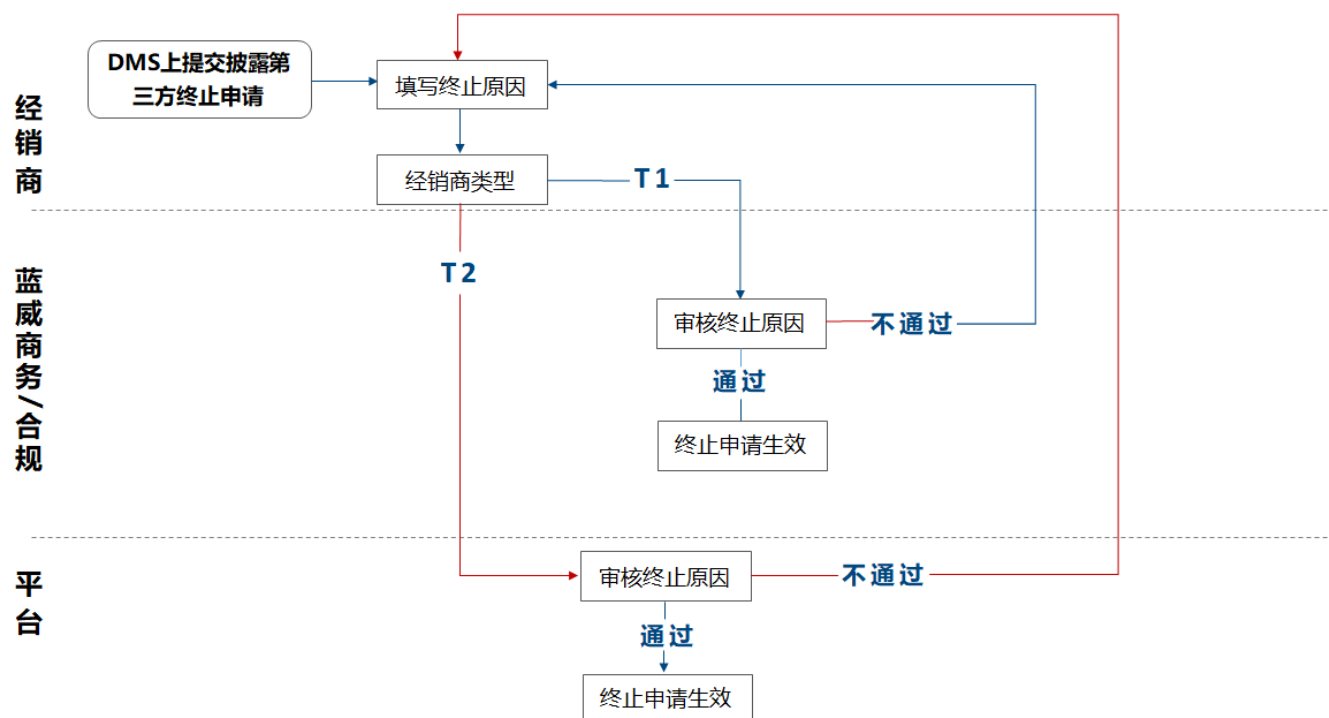 DMS上提交披露第
三方终止申请
填写终止原因
经销商
经销商类型
T1
T2
蓝威商务/合规
审核终止原因
不通过
通过
终止申请生效
平台
审核终止原因
不通过
通过
终止申请生效